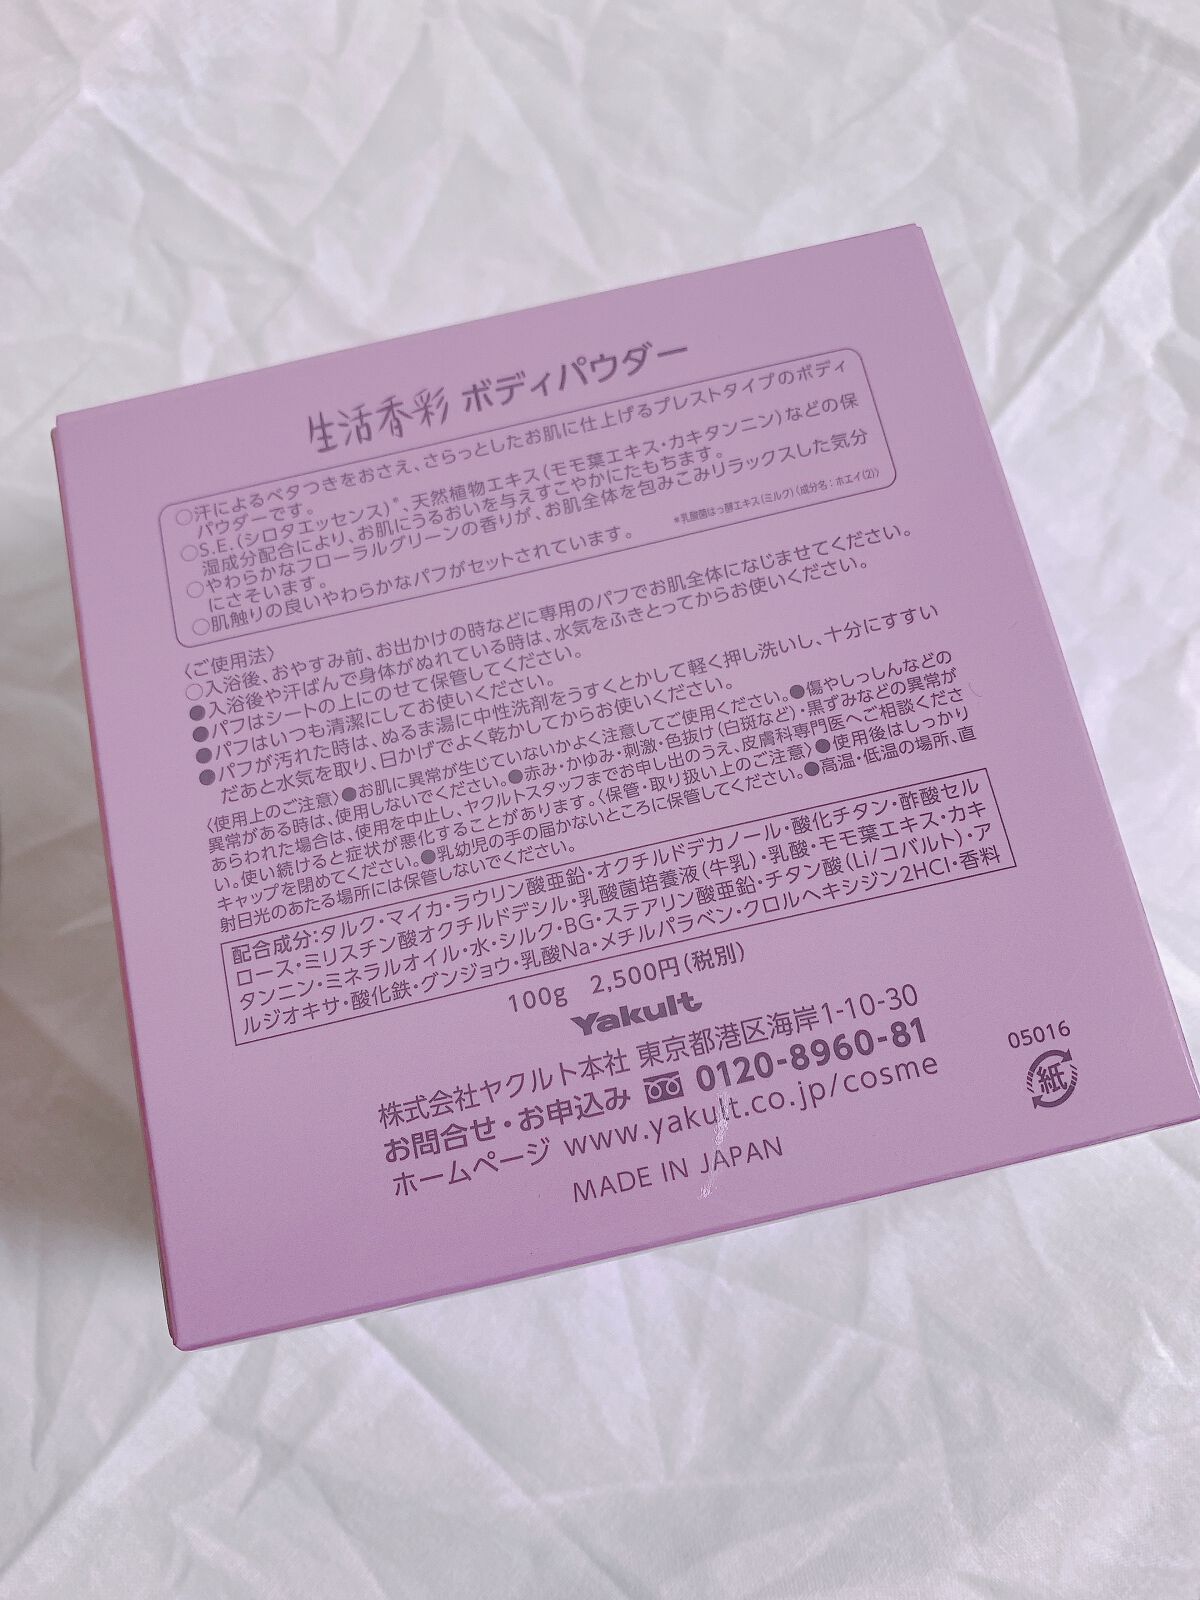 生活香彩 ボディパウダー
○汗によるベタつきをおさえ、さらっとしたお肌に仕上げるプレストタイプのボディ
パウダーです。
○S.E.(シロタエッセンス)*、天然植物エキス(モモ葉エキス・カキタンニン)などの保
湿成分配合により、お肌にうるおいを与えすこやかにたもちます。
○やわらかなフローラルグリーンの香りが、お肌全体を包みこみリラックスした気分
にさそいます。
○肌触りの良いやわらかなパフがセットされています。
*乳酸菌はっ酵エキス(ミルク)〈成分名:ホエイ(2)〉
〈ご使用法〉
○入浴後、おやすみ前、お出かけの時などに専用のパフでお肌全体になじませてください。
●入浴後や汗ばんで身体がぬれている時は、水気をふきとってからお使いください。
●パフはシートの上にのせて保管してください。
●パフはいつも清潔にしてお使いください。
●パフが汚れた時は、ぬるま湯に中性洗剤をうすくとかして軽く押し洗いし、十分にすすい
だあと水気を取り、日かげでよく乾かしてからお使いください。
〈使用上のご注意〉●お肌に異常が生じていないかよく注意してご使用ください。●傷やしっしんなどの
異常がある時は、使用しないでください。●赤み・かゆみ・刺激・色抜け(白斑など)・黒ずみなどの異常が
あらわれた場合は、使用を中止し、ヤクルトスタッフまでお申し出のうえ、皮膚科専門医へご相談くださ
い。使い続けると症状が悪化することがあります。〈保管・取り扱い上のご注意〉●使用後はしっかり
キャップを閉めてください。●乳幼児の手の届かないところに保管してください。●高温・低温の場所、直
射日光のあたる場所には保管しないでください。
配合成分:タルク・マイカ・ラウリン酸亜鉛・オクチルドデカノール・酸化チタン・酢酸セル
ロース・ミリスチン酸オクチルドデシル・乳酸菌培養液(牛乳)・乳酸・モモ葉エキス・カキ
タンニン・ミネラルオイル・水・シルク・BG・ステアリン酸亜鉛・チタン酸(Li/コバルト)・ア
ルジオキサ・酸化鉄・グンジョウ・乳酸Na・メチルパラベン・クロルヘキシジン2HCl・香料
100g 2,500円(税別)
Yakult
株式会社ヤクルト本社 東京都港区海岸1-10-30
お問合せ・お申込み 0120-8960-81
ホームページ www.yakult.co.jp/cosme
MADE IN JAPAN
05016
紙